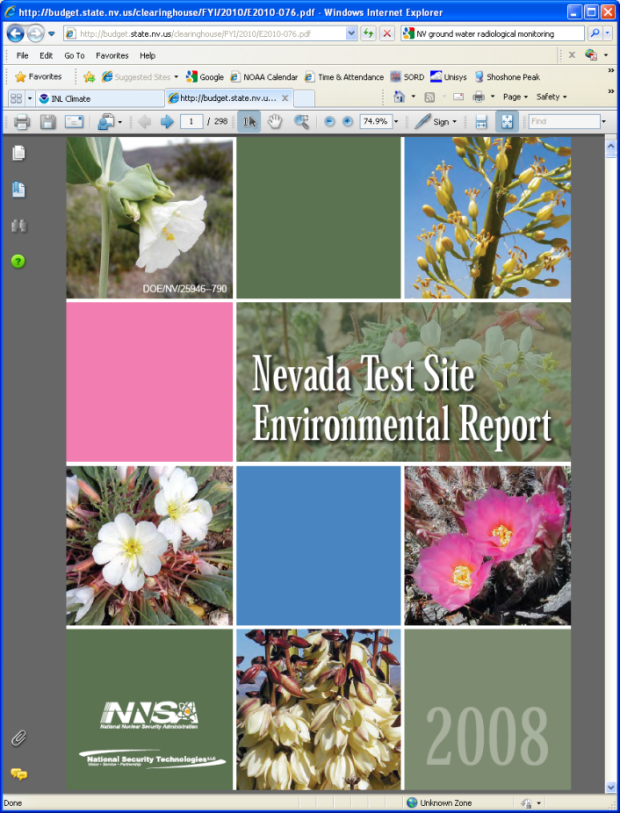 http://budget.state.nv.us/clearinghouse/FYI/2010/E2010-076.pdf - Windows Internet Explorer
http://budget.state.nv.us/clearinghouse/FYI/2010/E2010-076.pdf
NV ground water radiological monitoring
File Edit Go To Favorites Help
Favorites Suggested Sites Google NOAA Calendar Time & Attendance SORD Unisys Shoshone Peak
INL Climate http://budget.state.nv.u... Page Safety
1 / 298 74.9% Sign Find
DOE/NV/25946--790
Nevada Test Site
Environmental Report
NNSA
National Nuclear Security Administration
National Security Technologies LLC
Vision • Service • Partnership
2008
Done Unknown Zone